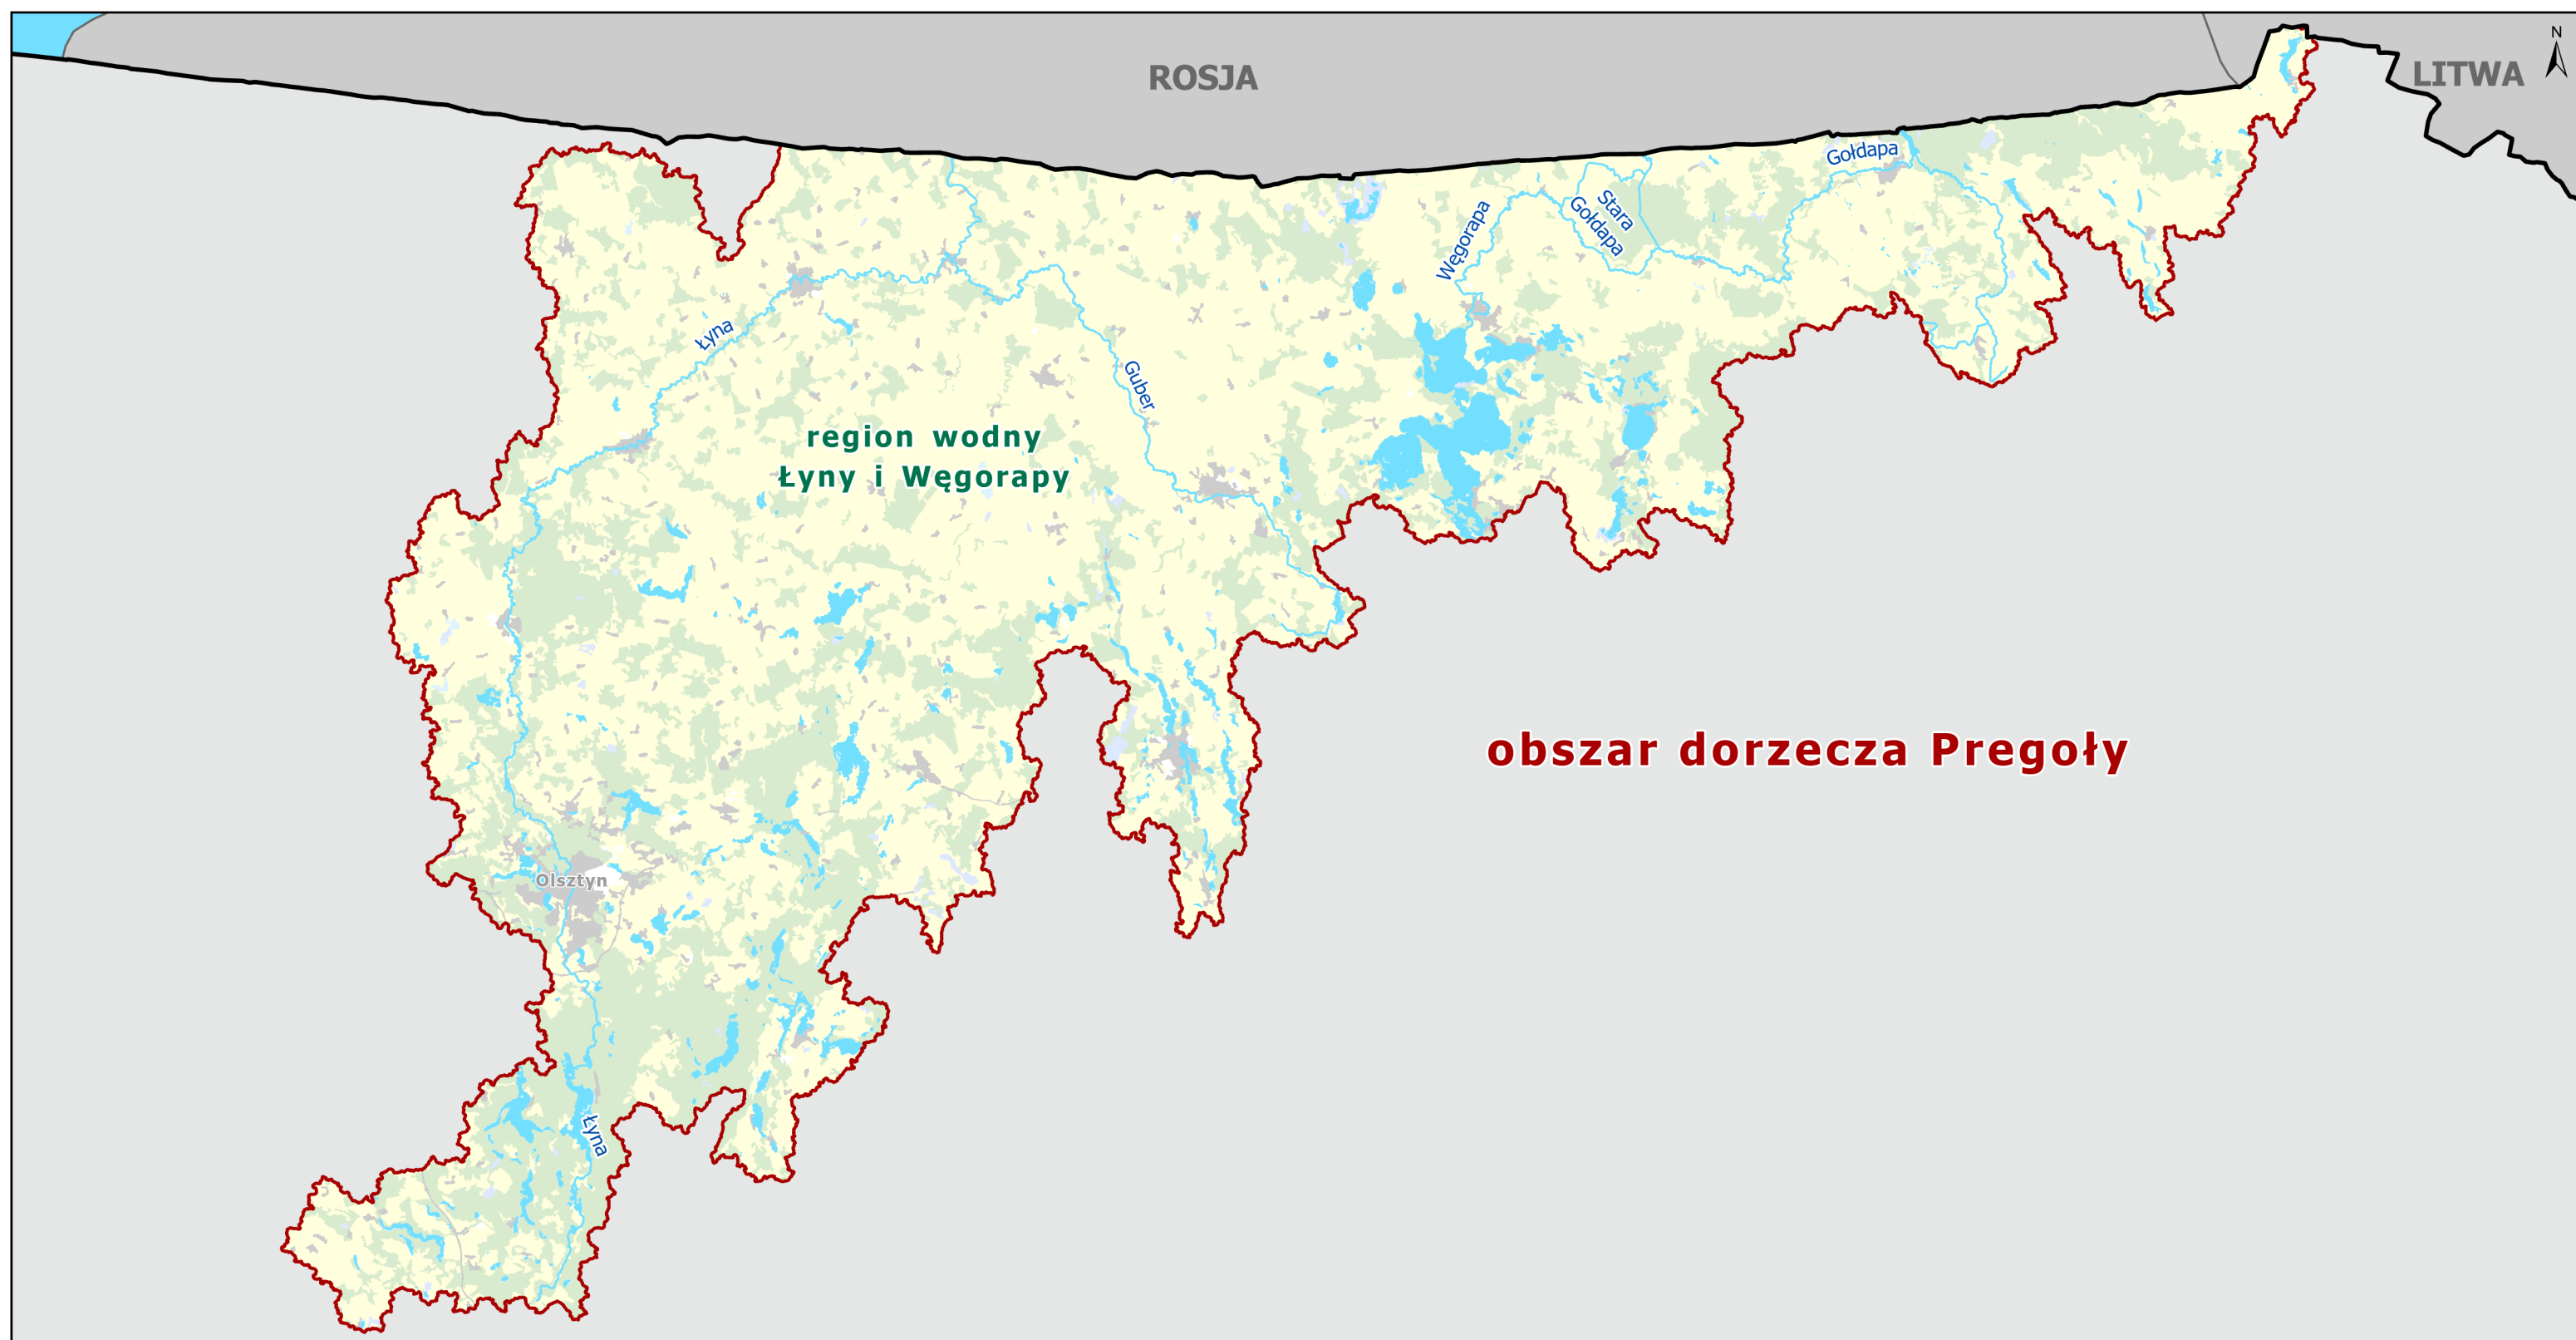 N
ROSJA
LITWA
Gołdapa
Stara
Gołdapa
Węgorapa
Łyna
Guber
region wodny
Łyny i Węgorapy
obszar dorzecza Pregoły
Olsztyn
Łyna